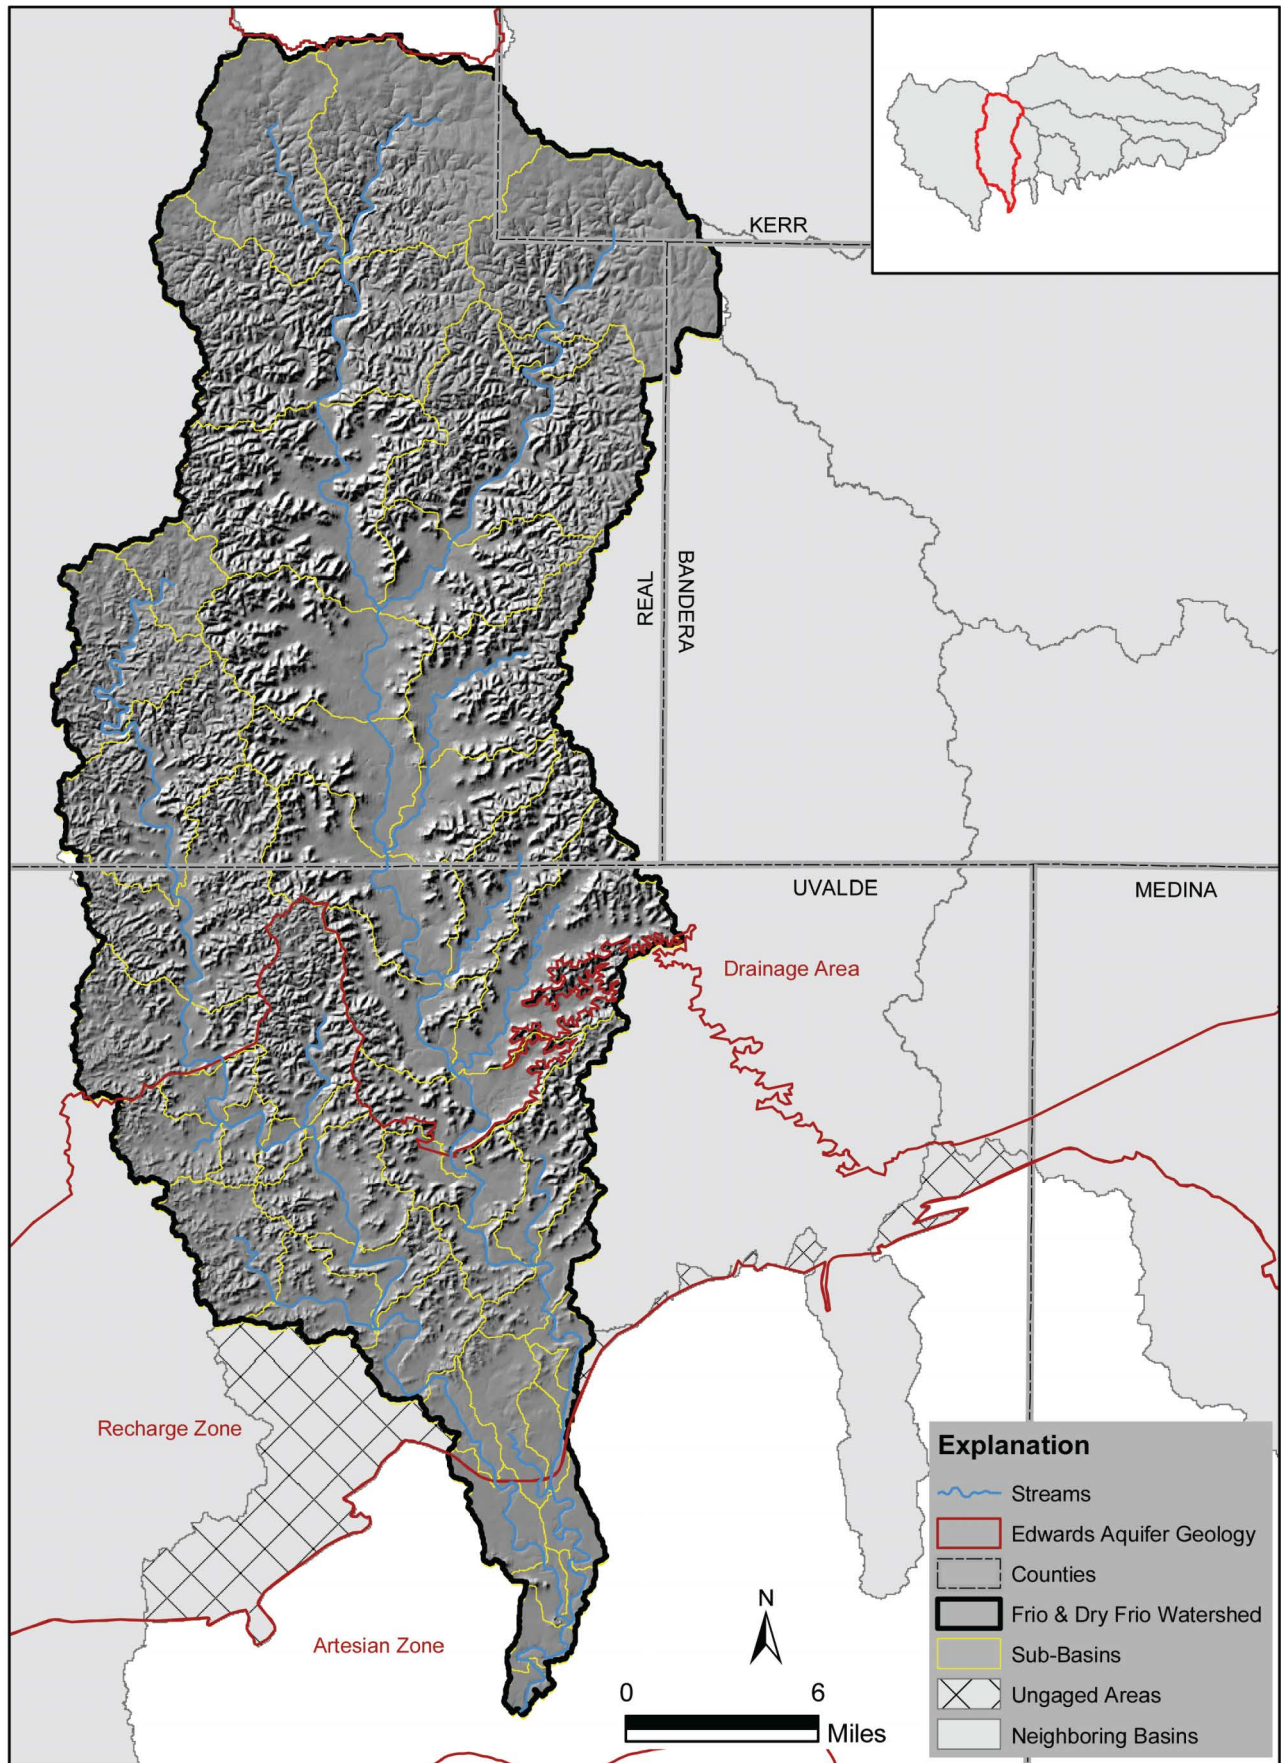 KERR
REAL
BANDERA
UVALDE
MEDINA
Drainage Area
Recharge Zone
Artesian Zone
N
0 6
Miles
Explanation
Streams
Edwards Aquifer Geology
Counties
Frio & Dry Frio Watershed
Sub-Basins
Ungaged Areas
Neighboring Basins